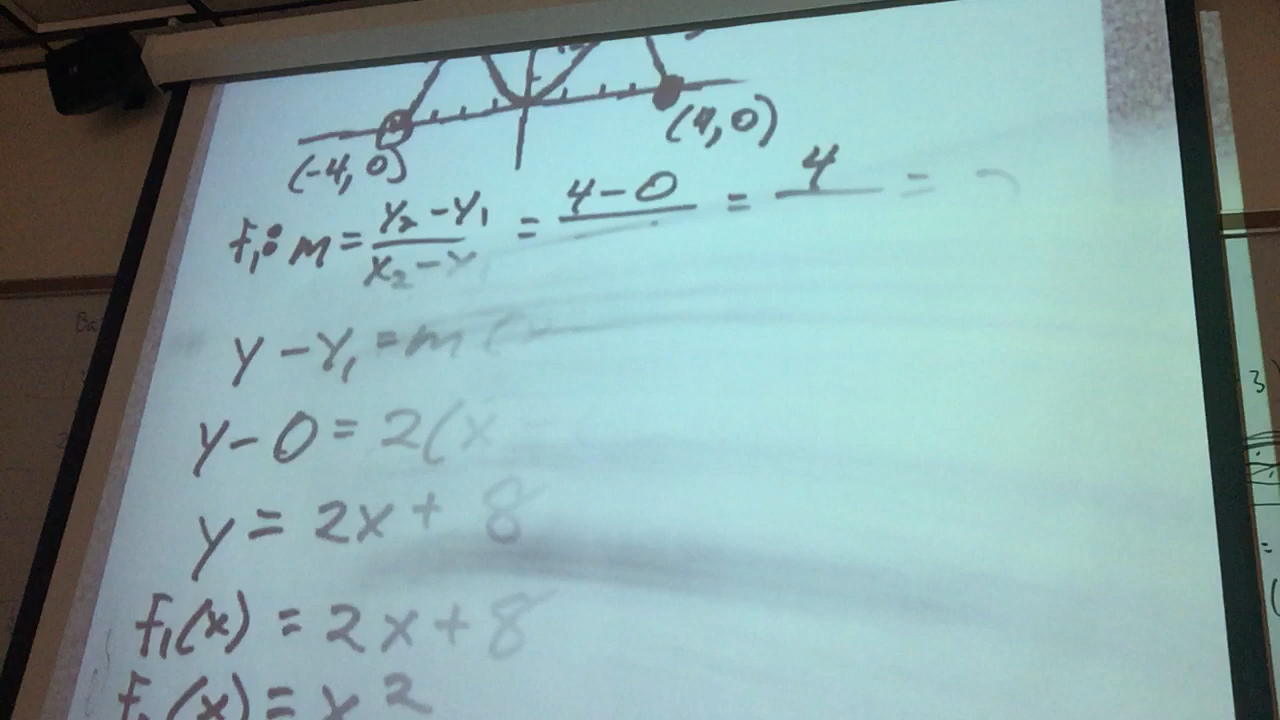 (-4, 0) (4, 0)
f₁: m = y₂ - y₁ / x₂ - x = 4 - 0 / = 4 / =
y - y₁ = m (
y - 0 = 2(x -
y = 2x + 8
f₁(x) = 2x + 8
(x) = x²